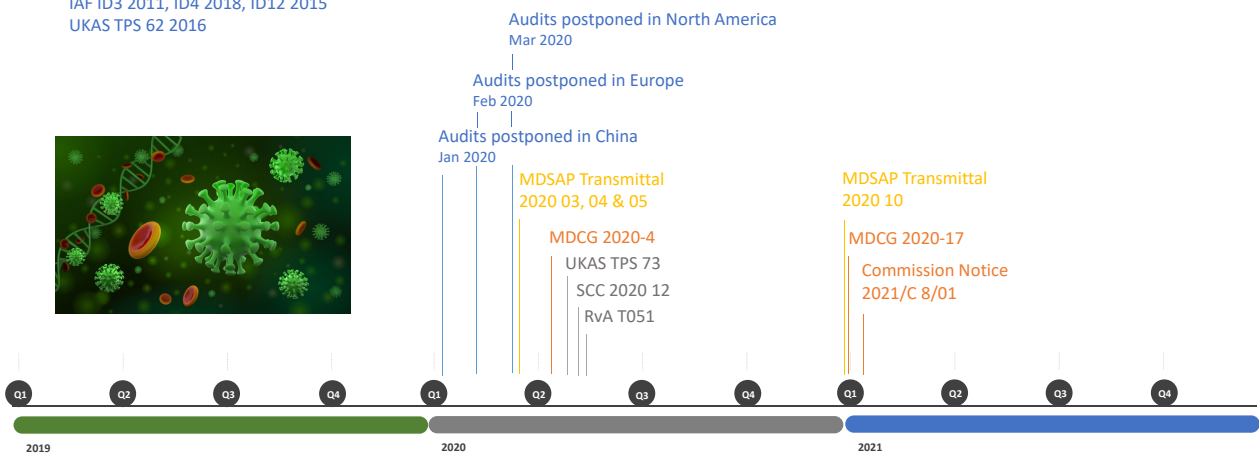 IAF ID3 2011, ID4 2018, ID12 2015
UKAS TPS 62 2016
Audits postponed in North America
Mar 2020
Audits postponed in Europe
Feb 2020
Audits postponed in China
Jan 2020
MDSAP Transmittal
2020 03, 04 & 05
MDCG 2020-4
UKAS TPS 73
SCC 2020 12
RvA T051
MDSAP Transmittal
2020 10
MDCG 2020-17
Commission Notice
2021/C 8/01
Q1 Q2 Q3 Q4 Q1 Q2 Q3 Q4 Q1 Q2 Q3 Q4
2019 2020 2021